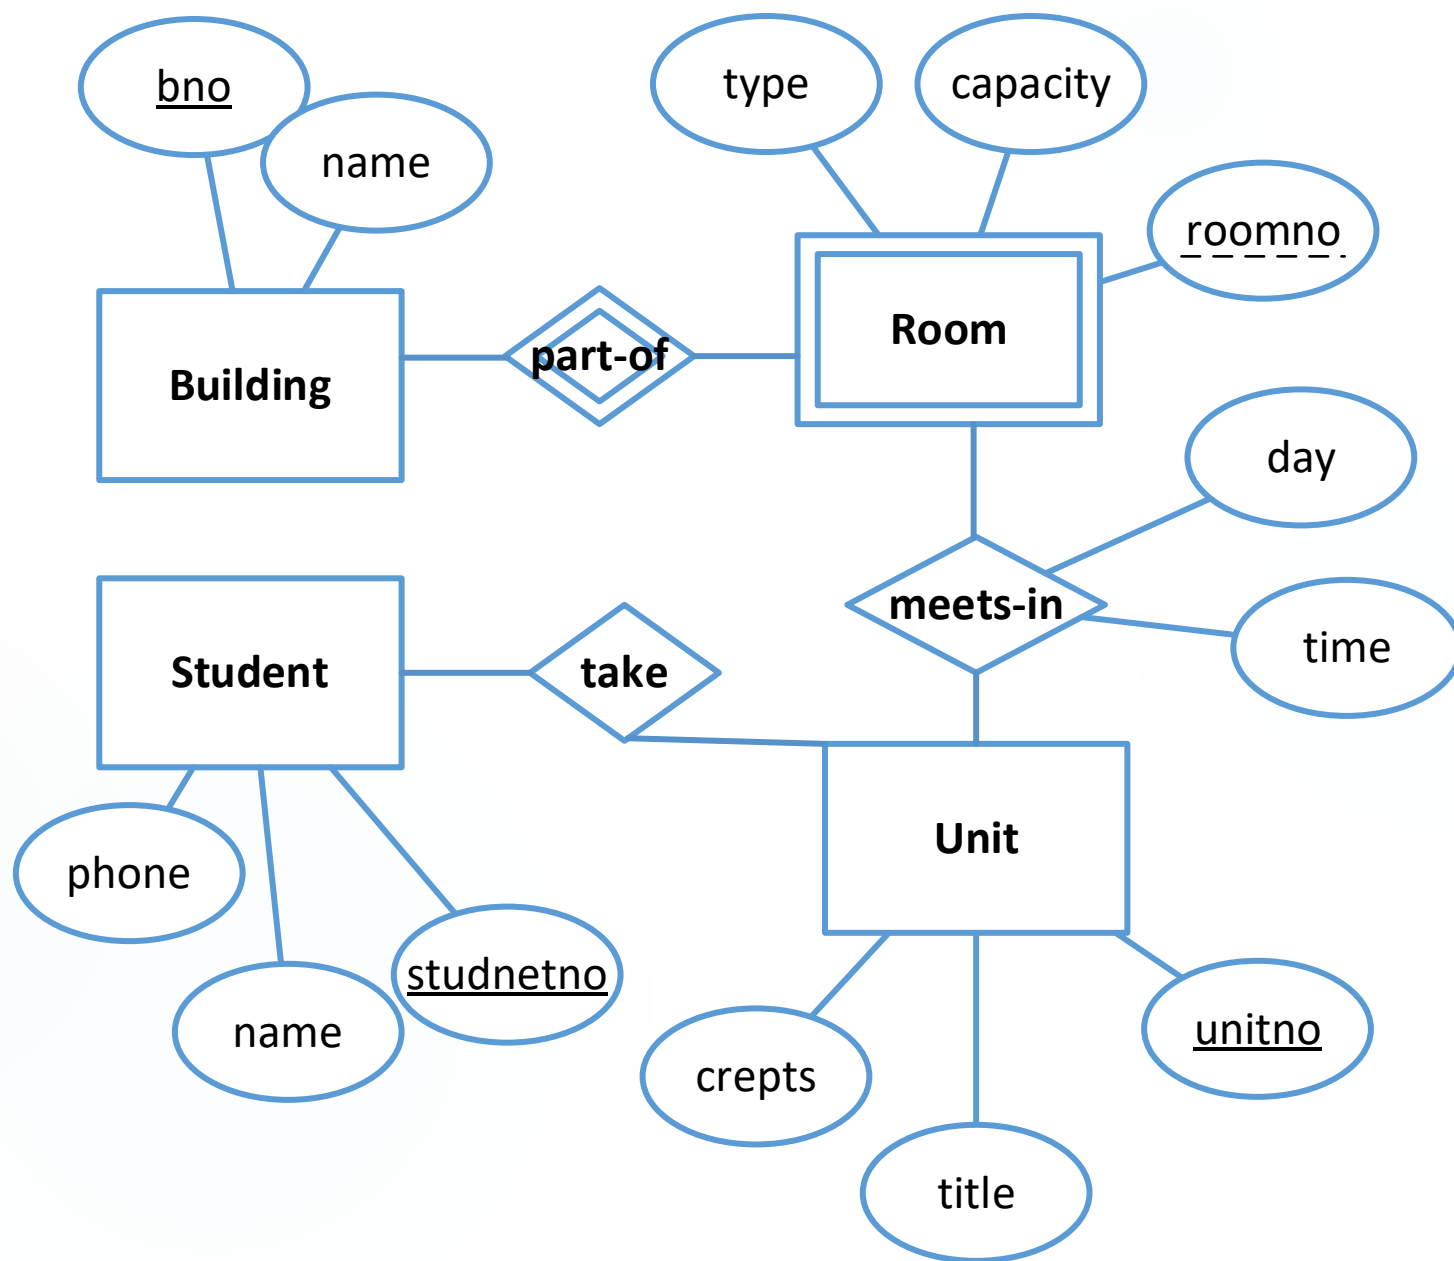 bno
name
type
capacity
roomno
Room
part-of
Building
day
meets-in
time
Student
take
Unit
phone
name
studnetno
crepts
unitno
title